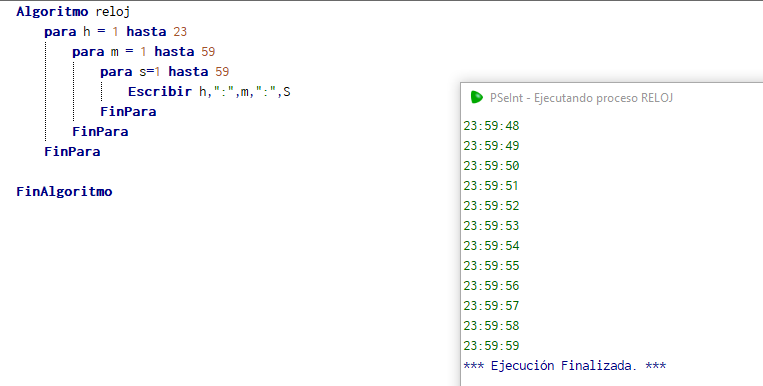 Algoritmo reloj
para h = 1 hasta 23
para m = 1 hasta 59
para s=1 hasta 59
Escribir h,":",m,":",S
FinPara
FinPara
FinPara
FinAlgoritmo
PSeInt - Ejecutando proceso RELOJ
23:59:48
23:59:49
23:59:50
23:59:51
23:59:52
23:59:53
23:59:54
23:59:55
23:59:56
23:59:57
23:59:58
23:59:59
*** Ejecución Finalizada. ***